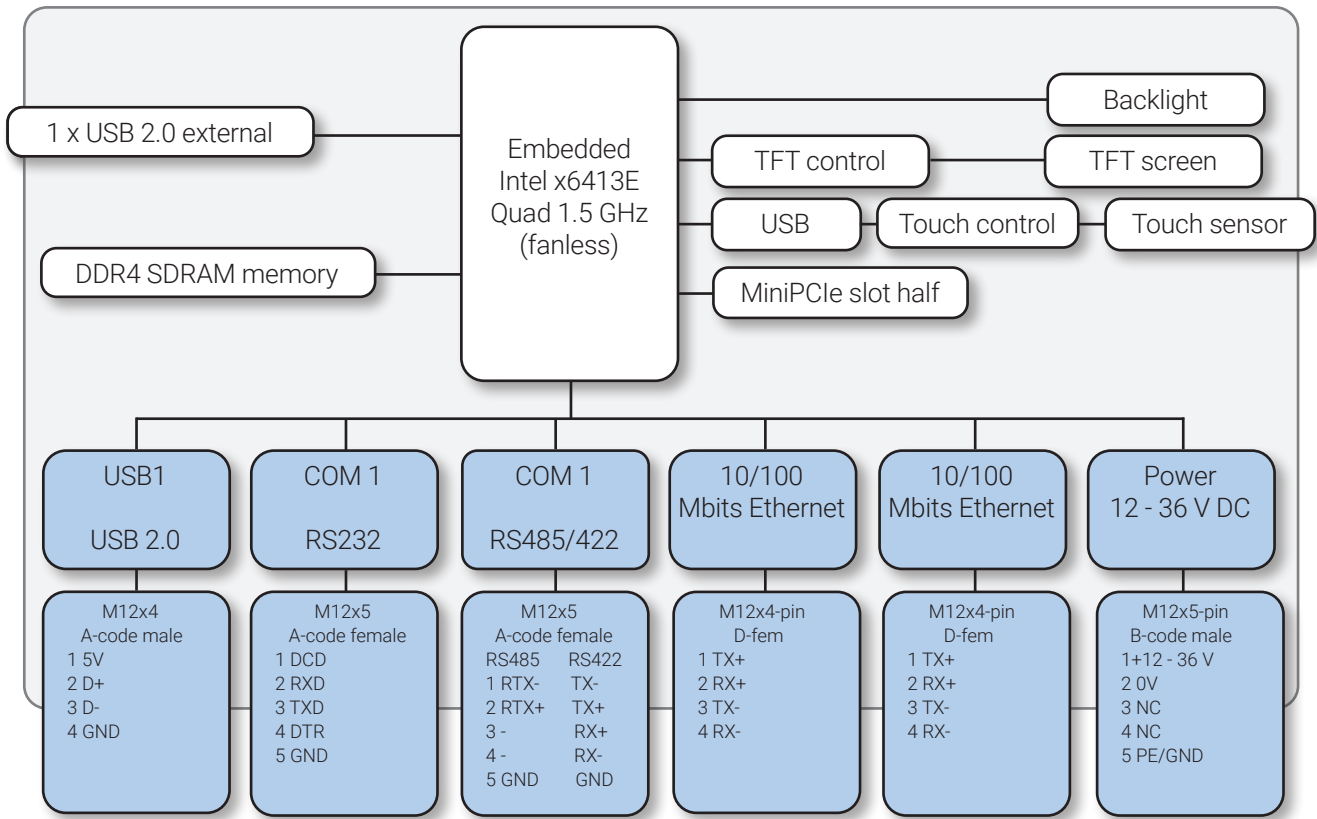 1 x USB 2.0 external
DDR4 SDRAM memory
Embedded
Intel x6413E
Quad 1.5 GHz
(fanless)
Backlight
TFT control
TFT screen
USB
Touch control
Touch sensor
MiniPCIe slot half
USB1
USB 2.0
COM 1
RS232
COM 1
RS485/422
10/100
Mbits Ethernet
10/100
Mbits Ethernet
Power
12 - 36 V DC
M12x4
A-code male
1 5V
2 D+
3 D-
4 GND
M12x5
A-code female
1 DCD
2 RXD
3 TXD
4 DTR
5 GND
M12x5
A-code female
RS485 RS422
1 RTX- TX-
2 RTX+ TX+
3 - RX+
4 - RX-
5 GND GND
M12x4-pin
D-fem
1 TX+
2 RX+
3 TX-
4 RX-
M12x4-pin
D-fem
1 TX+
2 RX+
3 TX-
4 RX-
M12x5-pin
B-code male
1+12 - 36 V
2 0V
3 NC
4 NC
5 PE/GND